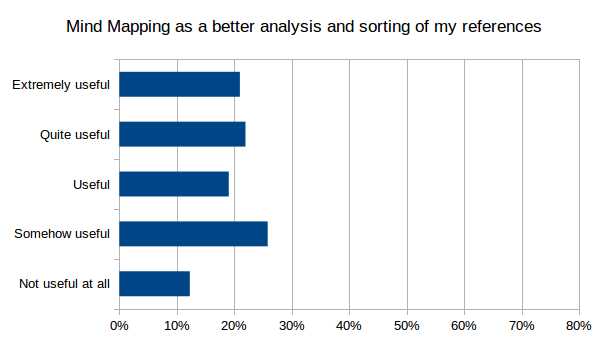 Mind Mapping as a better analysis and sorting of my references
Extremely useful
Quite useful
Useful
Somehow useful
Not useful at all
0% 10% 20% 30% 40% 50% 60% 70% 80%